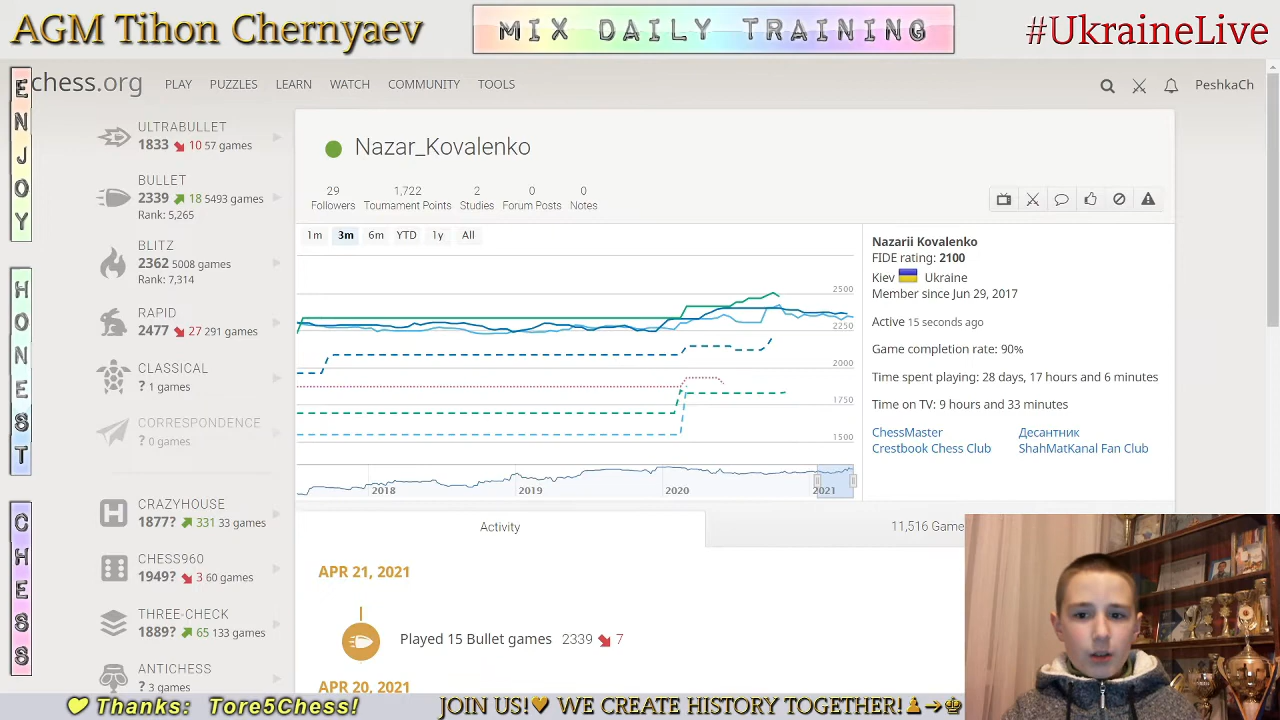 AGM Tihon Chernyaev
MIX DAILY TRAINING
#UkraineLive
ENJOY
HONEST
CHESS
chess.org
PLAY PUZZLES LEARN WATCH COMMUNITY TOOLS
PeshkaCh
ULTRABULLET
1833 10 57 games
BULLET
2339 18 5493 games
Rank: 5,265
BLITZ
2362 5008 games
Rank: 7,314
RAPID
2477 27 291 games
CLASSICAL
? 1 games
CORRESPONDENCE
? 0 games
CRAZYHOUSE
1877? 331 33 games
CHESS960
1949? 3 60 games
THREE-CHECK
1889? 65 133 games
ANTICHESS
? 3 games
Nazar_Kovalenko
29 1,722 2 0 0
Followers Tournament Points Studies Forum Posts Notes
1m 3m 6m YTD 1y All
2500
2250
2000
1750
1500
2018 2019 2020 2021
Nazarii Kovalenko
FIDE rating: 2100
Kiev Ukraine
Member since Jun 29, 2017
Active 15 seconds ago
Game completion rate: 90%
Time spent playing: 28 days, 17 hours and 6 minutes
Time on TV: 9 hours and 33 minutes
ChessMaster Десантник
Crestbook Chess Club ShahMatKanal Fan Club
Activity 11,516 Game
APR 21, 2021
Played 15 Bullet games 2339 7
APR 20, 2021
Thanks: Tore5Chess! JOIN US! WE CREATE HISTORY TOGETHER!